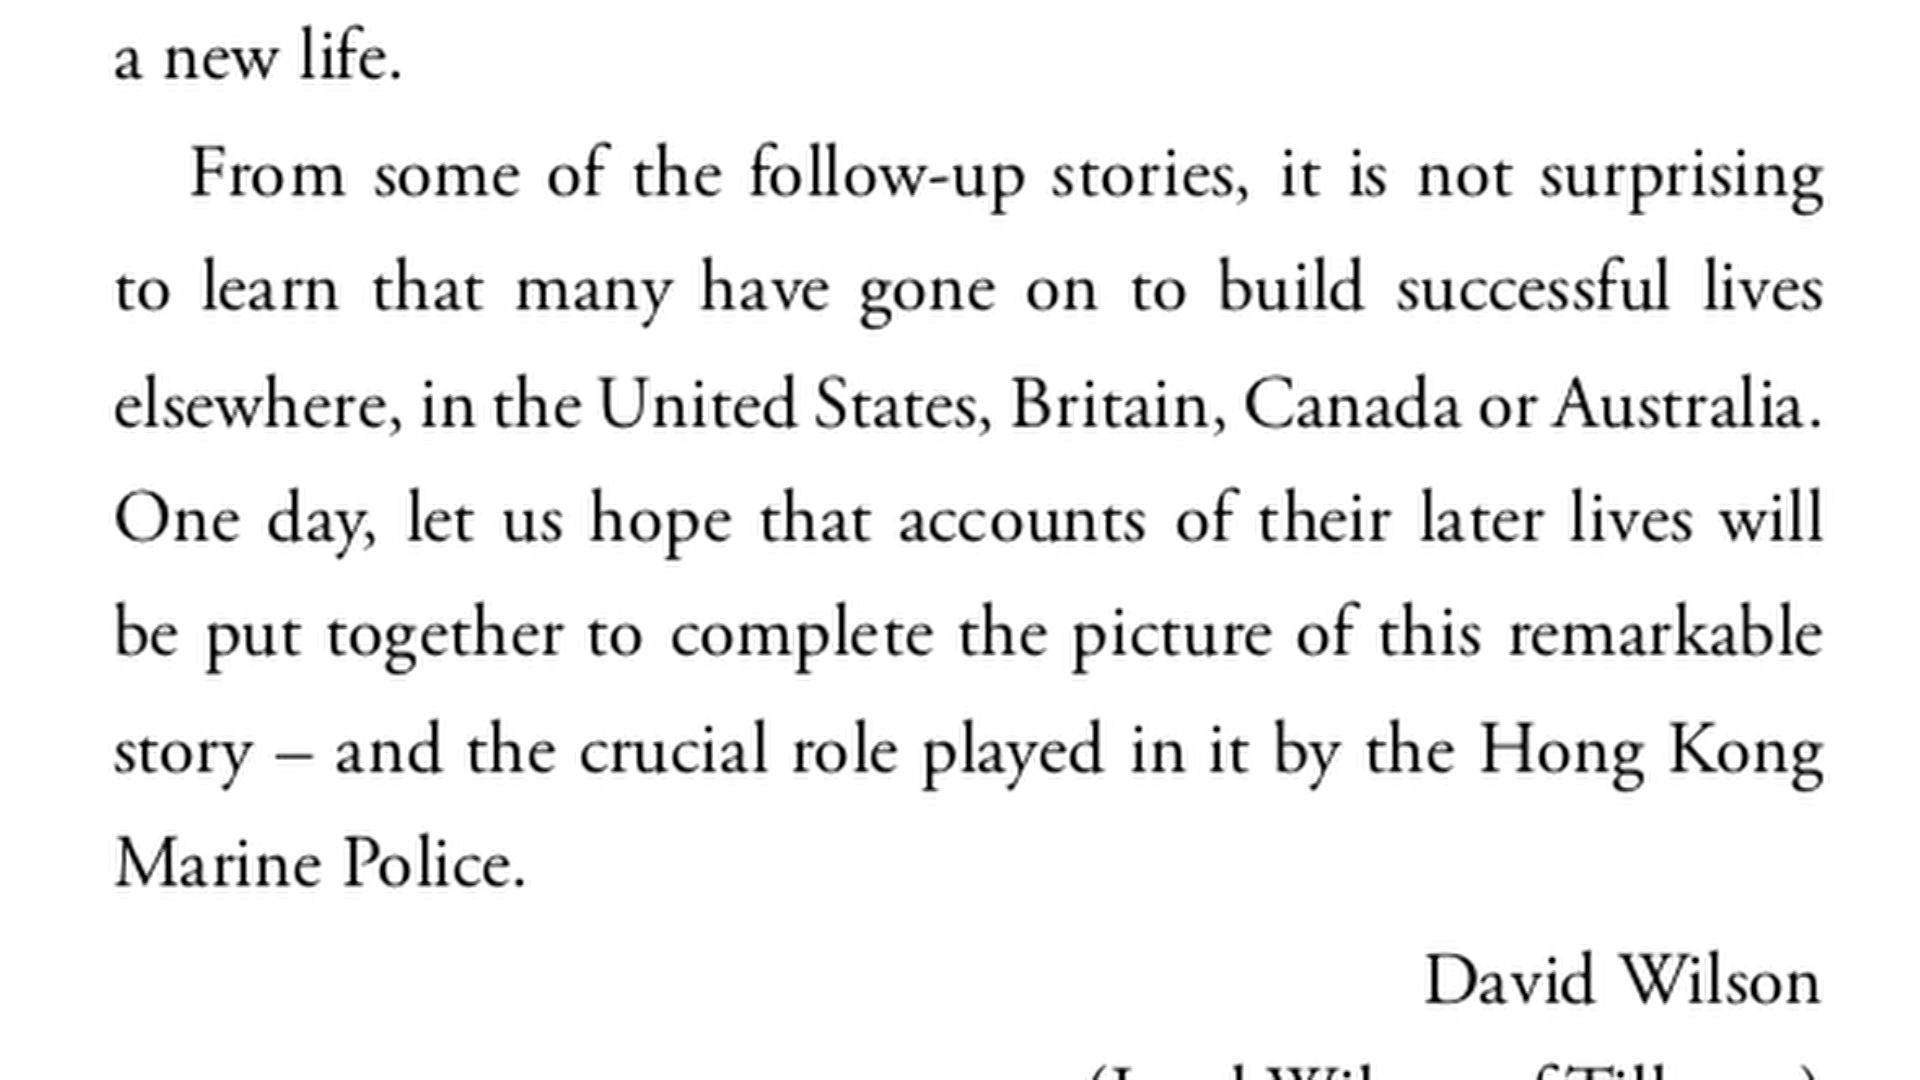 a new life.
From some of the follow-up stories, it is not surprising
to learn that many have gone on to build successful lives
elsewhere, in the United States, Britain, Canada or Australia.
One day, let us hope that accounts of their later lives will
be put together to complete the picture of this remarkable
story – and the crucial role played in it by the Hong Kong
Marine Police.
David Wilson